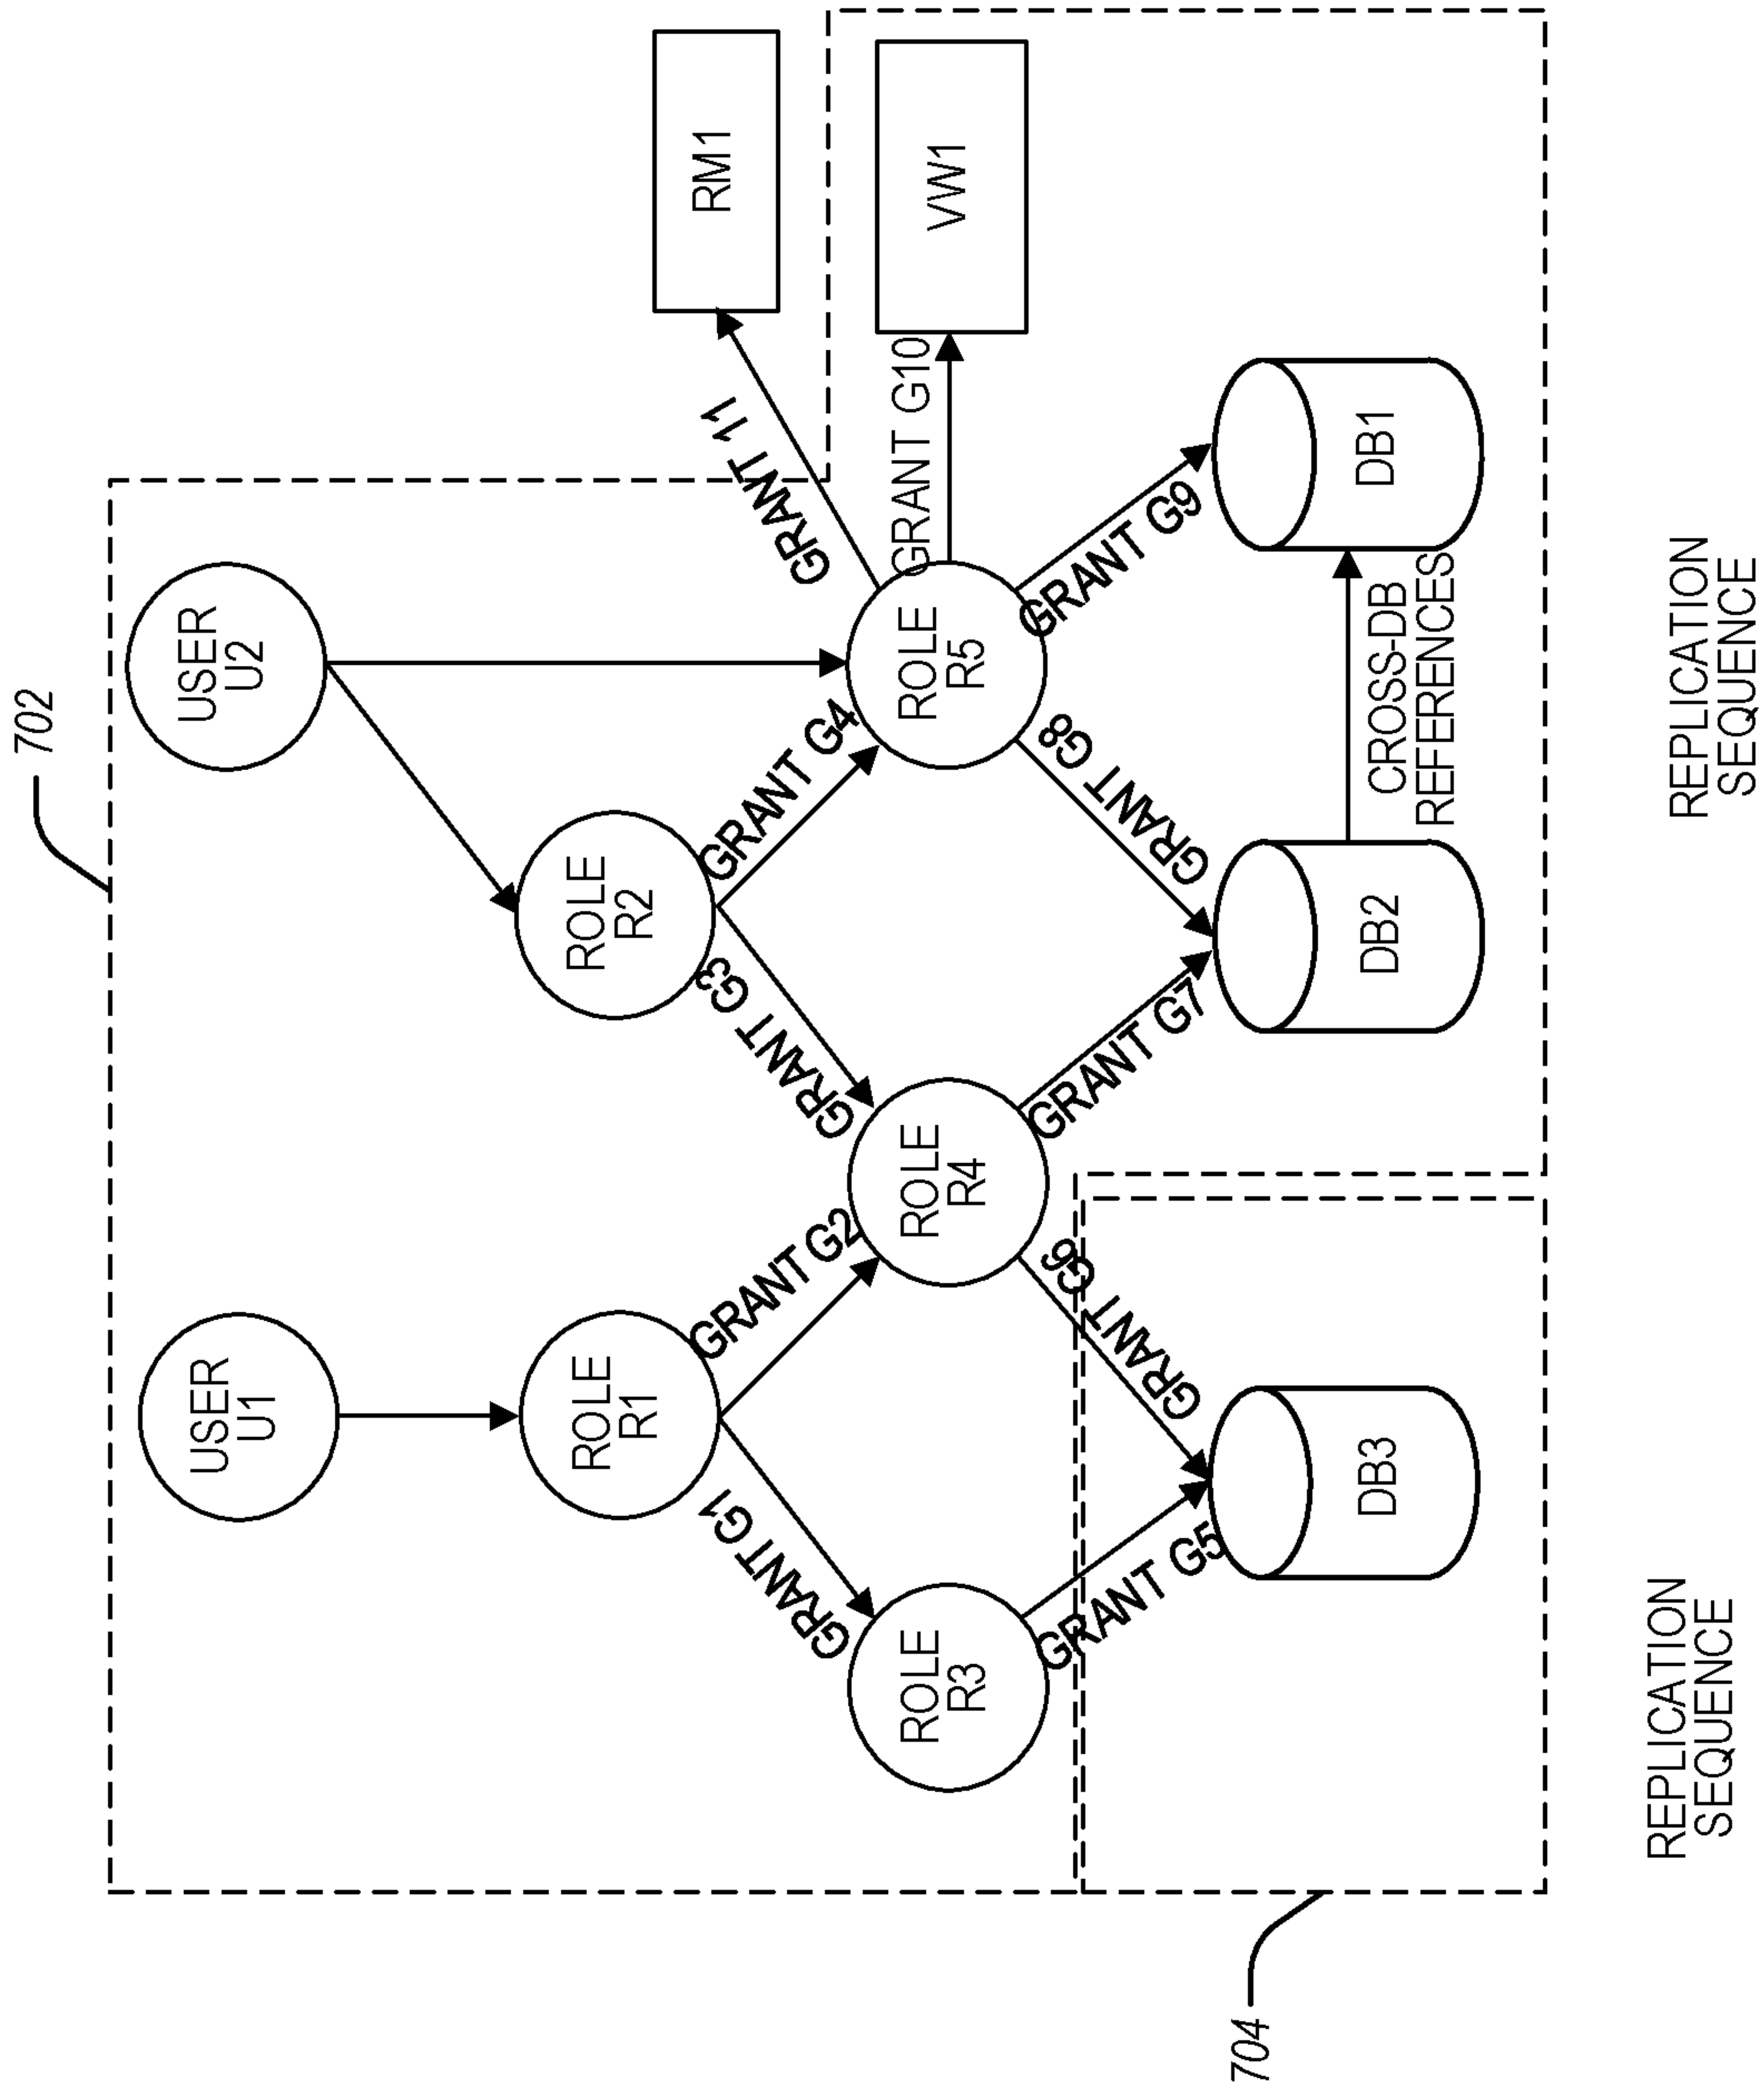 702
USER
U1
USER
U2
ROLE
R1
ROLE
R2
GRANT G1
GRANT G2
GRANT G3
GRANT G4
GRANT 11
RM1
ROLE
R3
ROLE
R4
ROLE
R5
GRANT G10
VW1
GRANT G5
GRANT G6
GRANT G7
GRANT G8
GRANT G9
DB3
DB2
CROSS-DB
REFERENCES
DB1
704
REPLICATION
SEQUENCE
REPLICATION
SEQUENCE